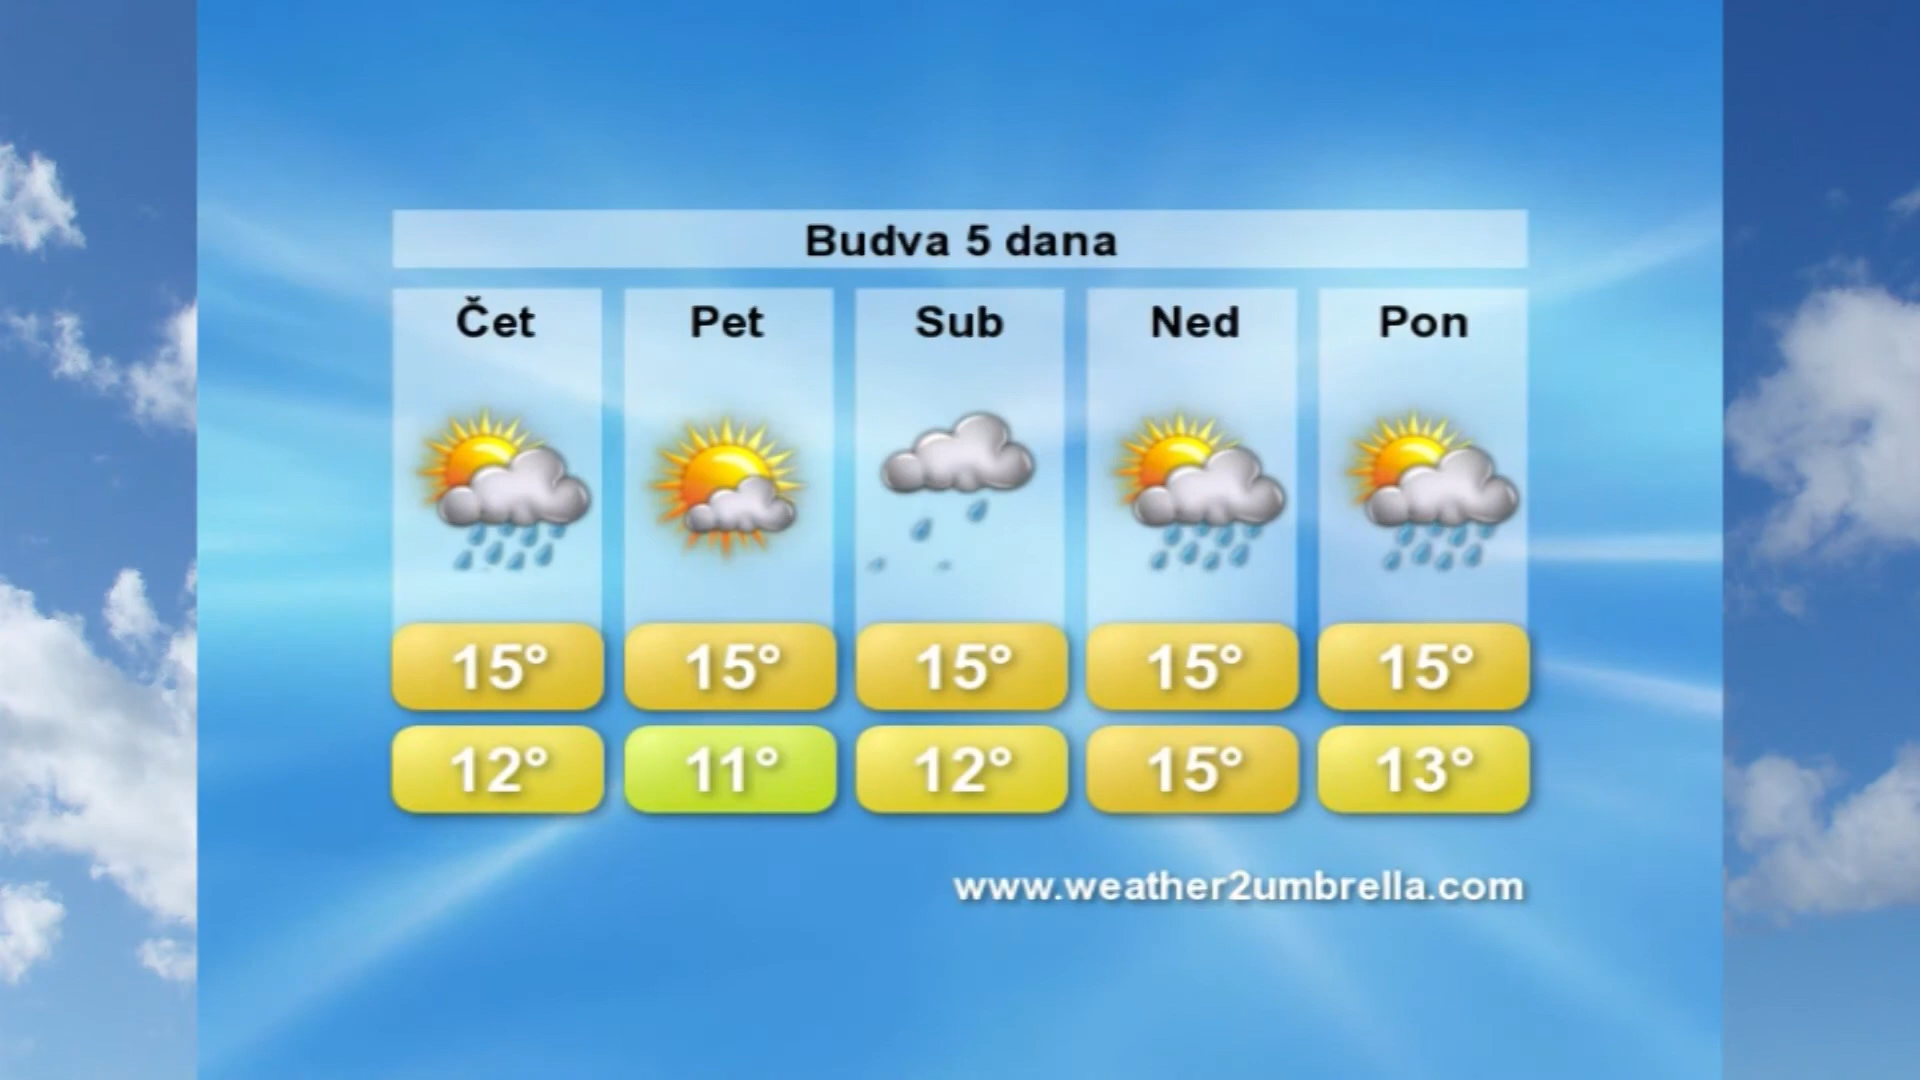 Budva 5 dana
Čet Pet Sub Ned Pon
15° 15° 15° 15° 15°
12° 11° 12° 15° 13°
www.weather2umbrella.com